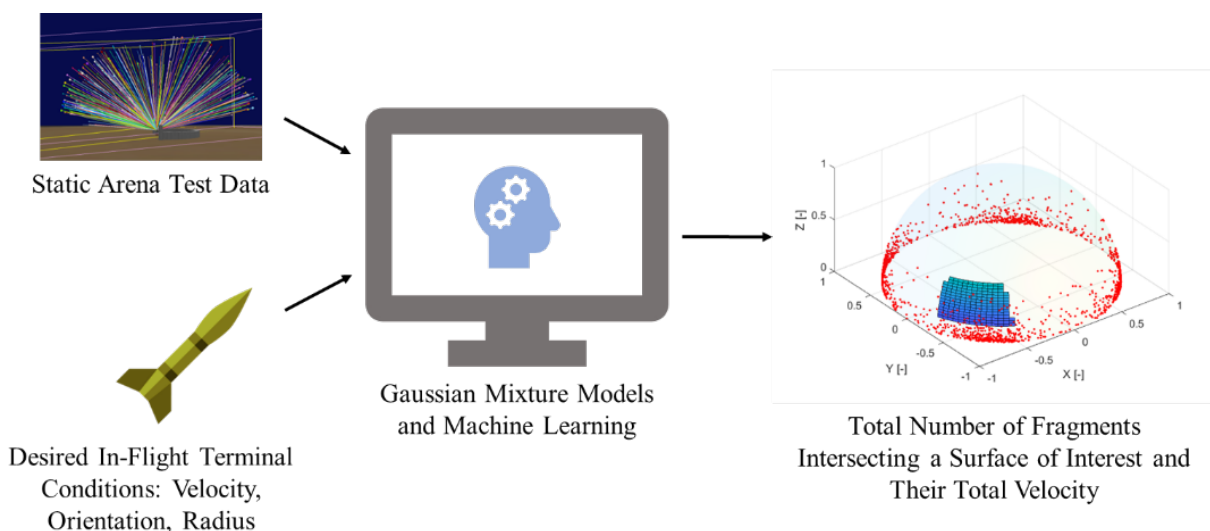 Static Arena Test Data
Desired In-Flight Terminal
Conditions: Velocity,
Orientation, Radius
Gaussian Mixture Models
and Machine Learning
1
0.5
0
Z [-]
1
0.5
0
-0.5
-1
Y [-]
-1
-0.5
0
0.5
1
X [-]
Total Number of Fragments
Intersecting a Surface of Interest and
Their Total Velocity